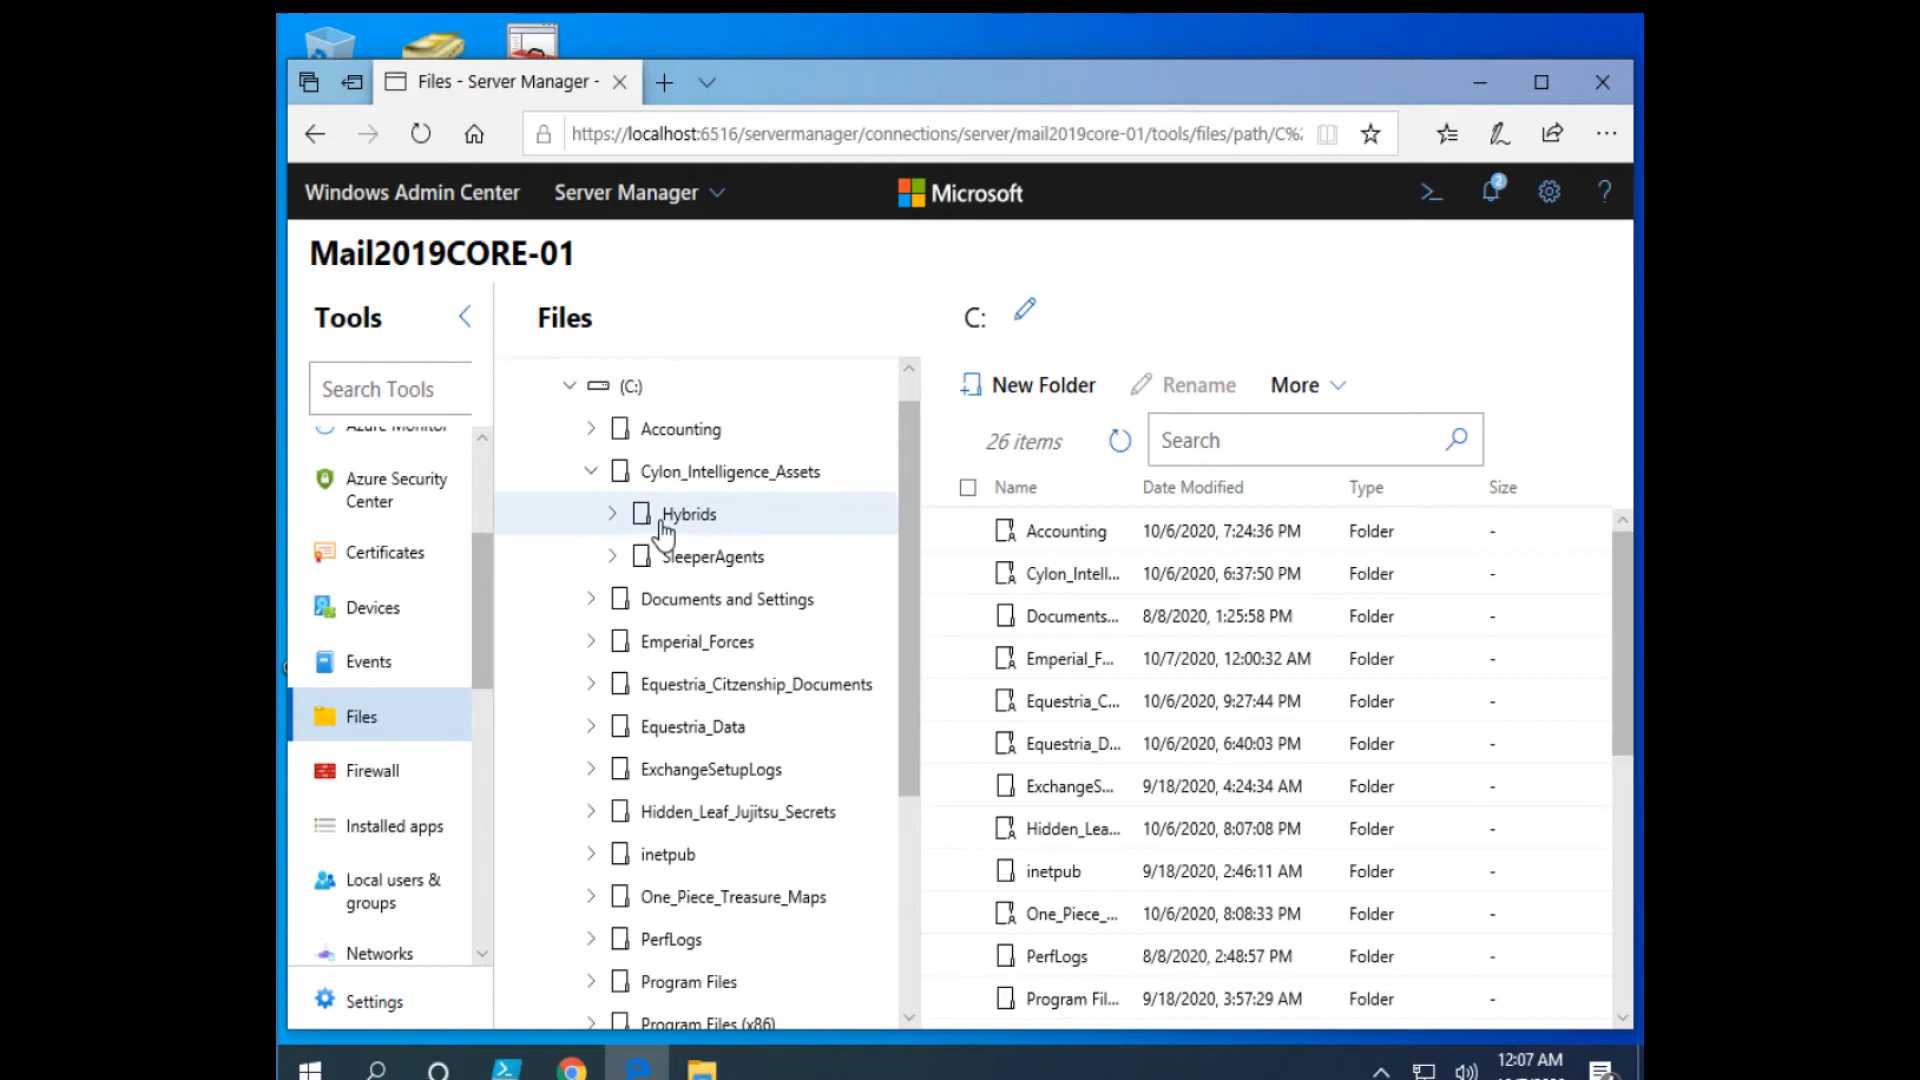 Files - Server Manager -
https://localhost:6516/servermanager/connections/server/mail2019core-01/tools/files/path/C%2
Windows Admin Center
Server Manager
Microsoft
2
Mail2019CORE-01
Tools
Search Tools
Azure Monitor
Azure Security
Center
Certificates
Devices
Events
Files
Firewall
Installed apps
Local users &
groups
Networks
Settings
Files
(C:)
Accounting
Cylon_Intelligence_Assets
Hybrids
SleeperAgents
Documents and Settings
Emperial_Forces
Equestria_Citzenship_Documents
Equestria_Data
ExchangeSetupLogs
Hidden_Leaf_Jujitsu_Secrets
inetpub
One_Piece_Treasure_Maps
PerfLogs
Program Files
Program Files (x86)
C:
New Folder Rename More
26 items Search
Name Date Modified Type Size
Accounting 10/6/2020, 7:24:36 PM Folder -
Cylon_Intell... 10/6/2020, 6:37:50 PM Folder -
Documents... 8/8/2020, 1:25:58 PM Folder -
Emperial_F... 10/7/2020, 12:00:32 AM Folder -
Equestria_C... 10/6/2020, 9:27:44 PM Folder -
Equestria_D... 10/6/2020, 6:40:03 PM Folder -
ExchangeS... 9/18/2020, 4:24:34 AM Folder -
Hidden_Lea... 10/6/2020, 8:07:08 PM Folder -
inetpub 9/18/2020, 2:46:11 AM Folder -
One_Piece_... 10/6/2020, 8:08:33 PM Folder -
PerfLogs 8/8/2020, 2:48:57 PM Folder -
Program Fil... 9/18/2020, 3:57:29 AM Folder -
12:07 AM